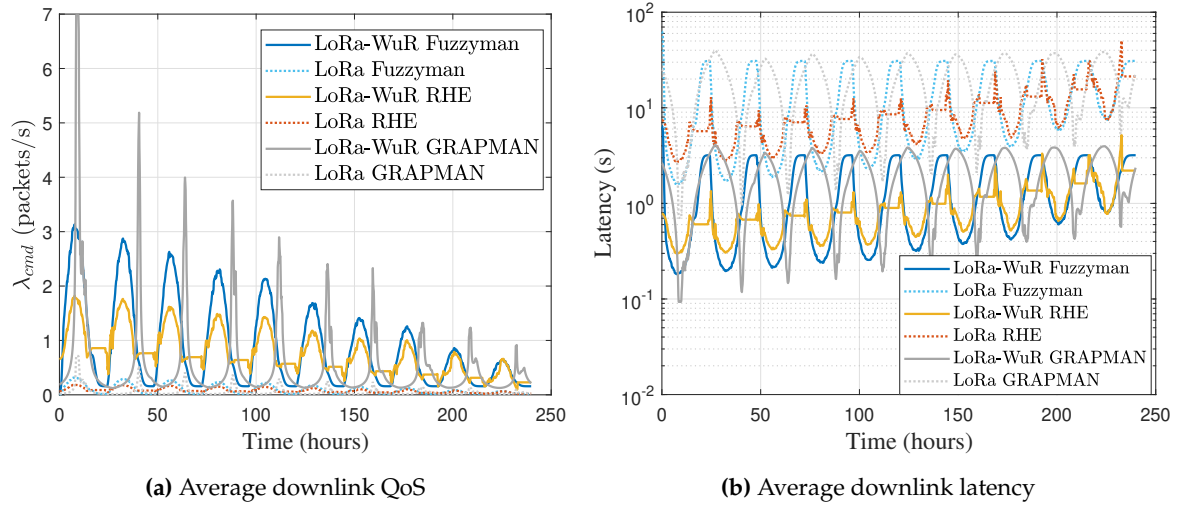 7
6
5
4
3
2
1
0
λcmd (packets/ts/s)
0 50 100 150 200 250
Time (hours)
LoRa-WuR Fuzzyman
LoRa Fuzzyman
LoRa-WuR RHE
LoRa RHE
LoRa-WuR GRAPMAN
LoRa GRAPMAN
(a) Average downlink QoS
10^2
10^1
10^0
10^-1
10^-2
Latency (s)
0 50 100 150 200 250
Time (hours)
LoRa-WuR Fuzzyman
LoRa Fuzzyman
LoRa-WuR RHE
LoRa RHE
LoRa-WuR GRAPMAN
LoRa GRAPMAN
(b) Average downlink latency